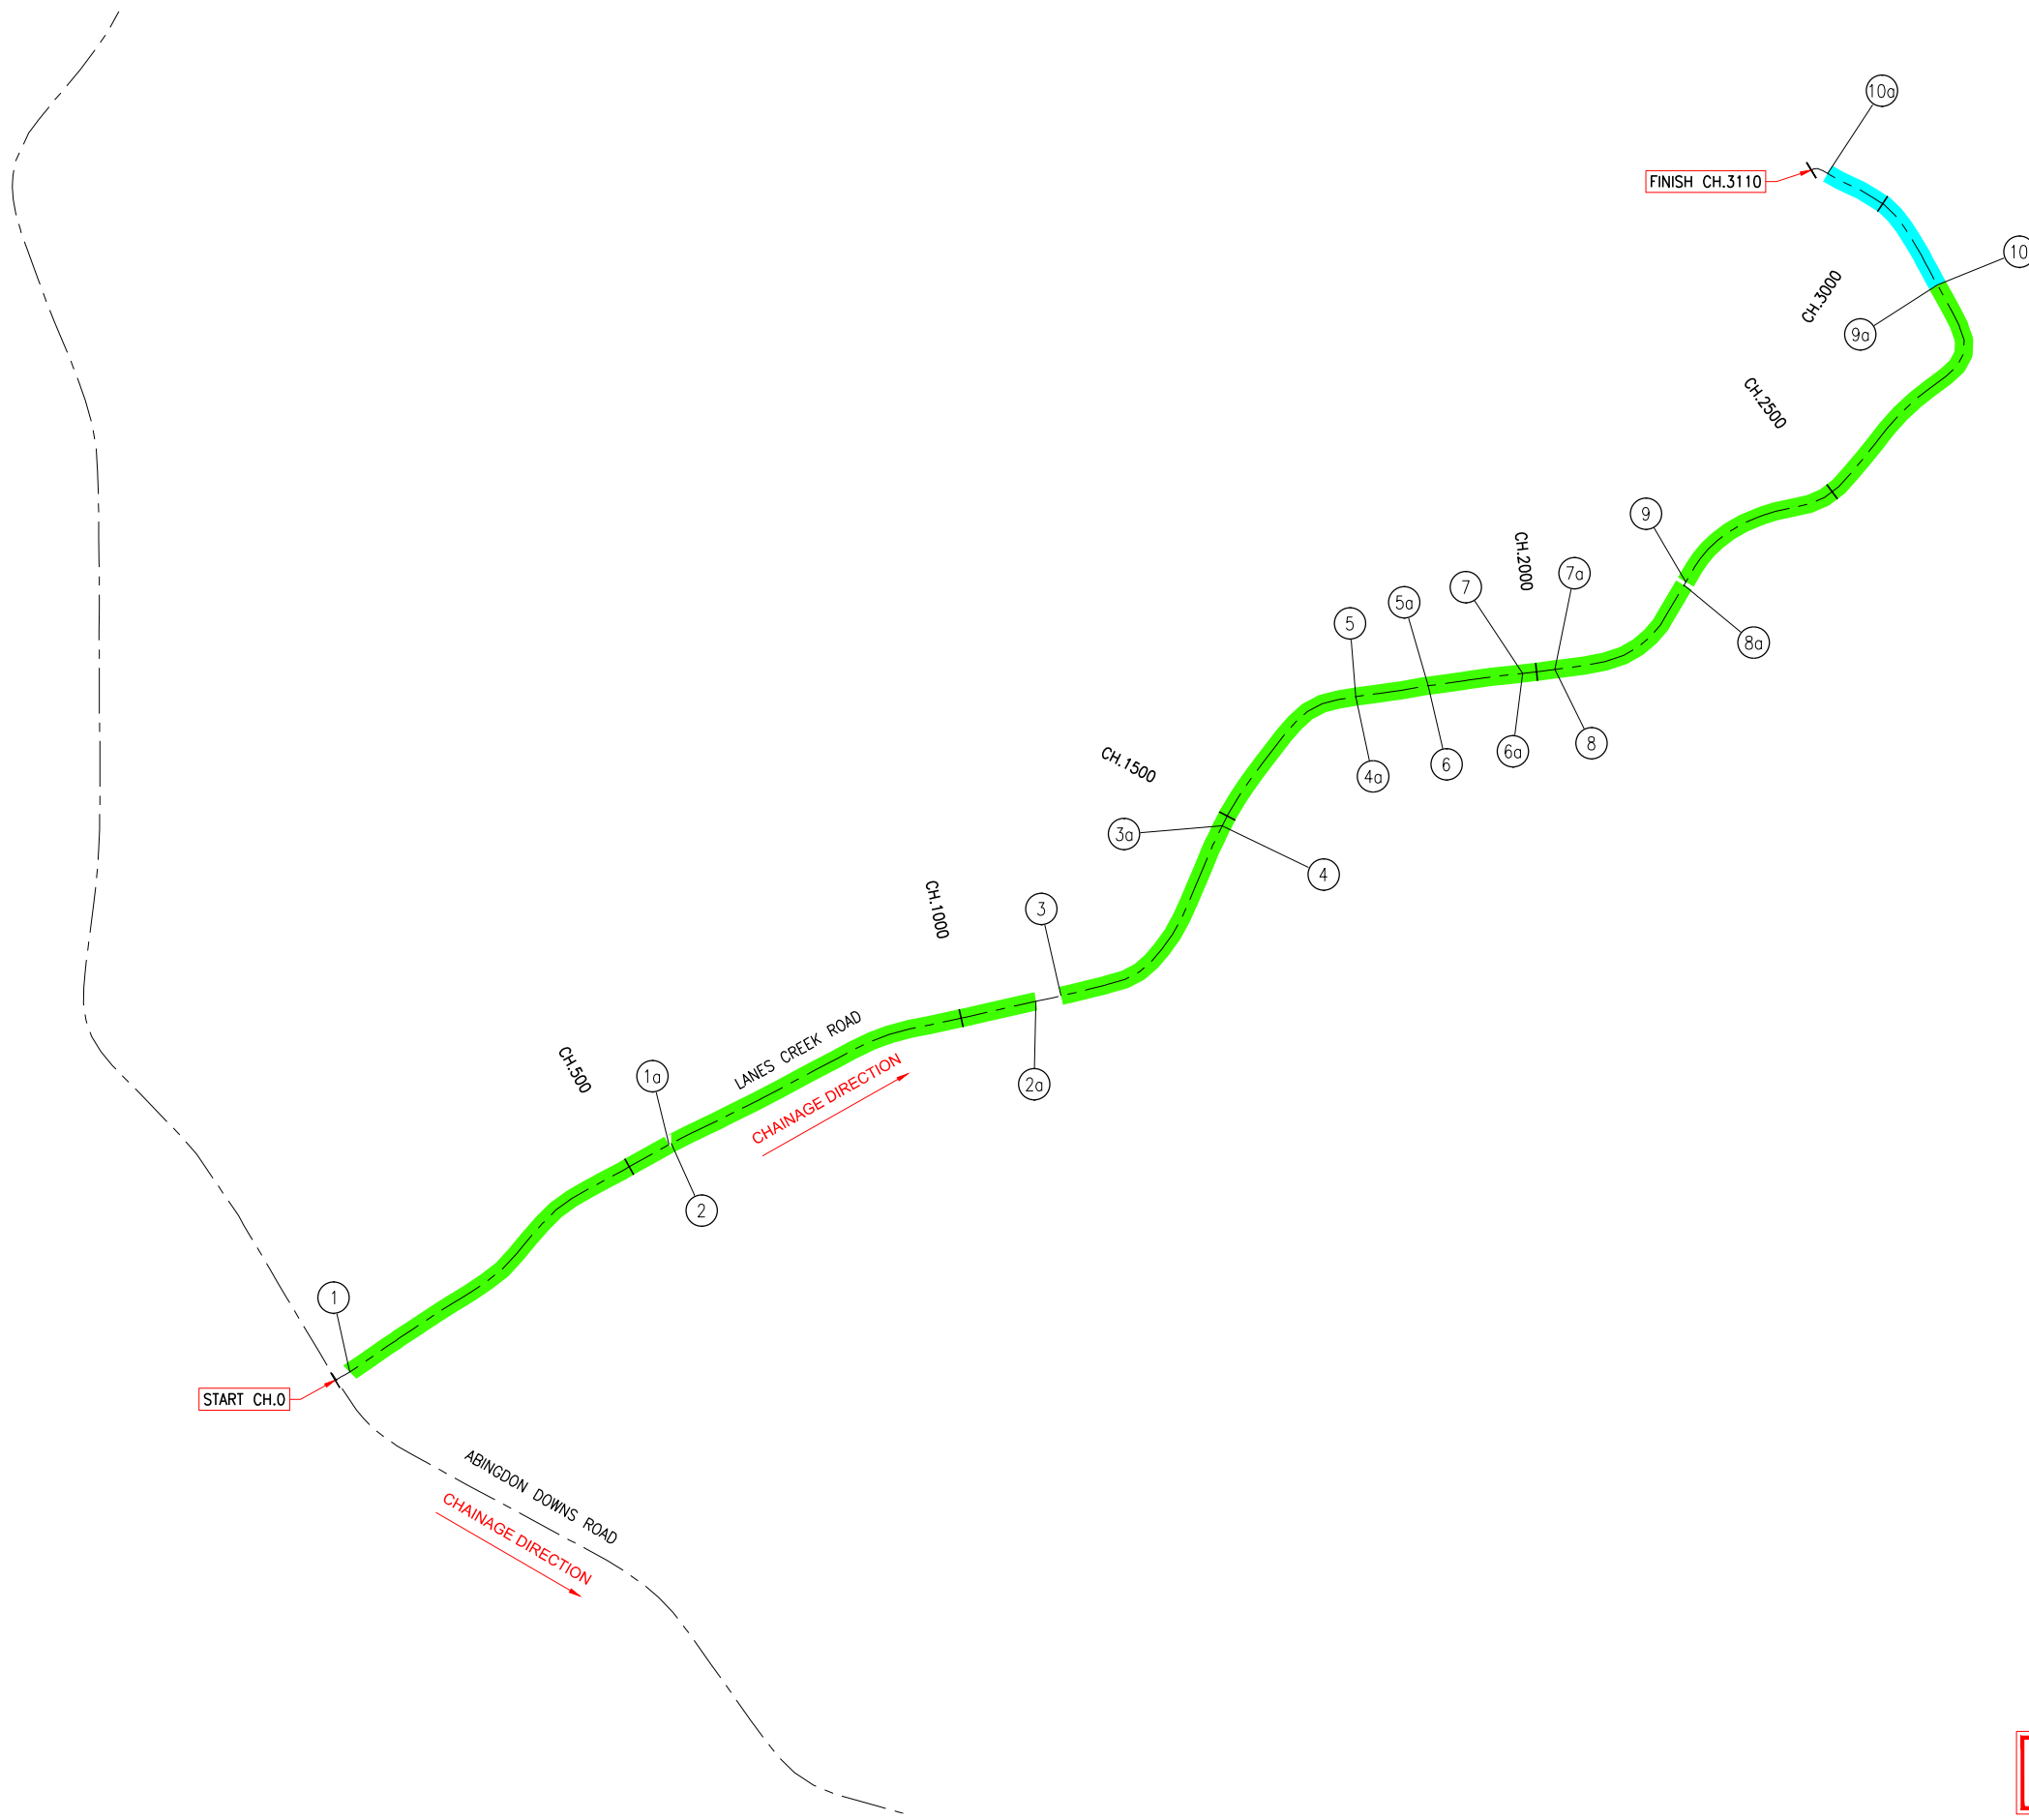 10a
FINISH CH.3110
10
CH.3000
9a
CH.2500
9
CH.2000
7a
7
5a
5
8a
8
6a
6
4a
CH.1500
3a
4
CH.1000
3
LANES CREEK ROAD
CHAINAGE DIRECTION
CH.500
1a
2a
2
1
START CH.0
ABINGDON DOWNS ROAD
CHAINAGE DIRECTION